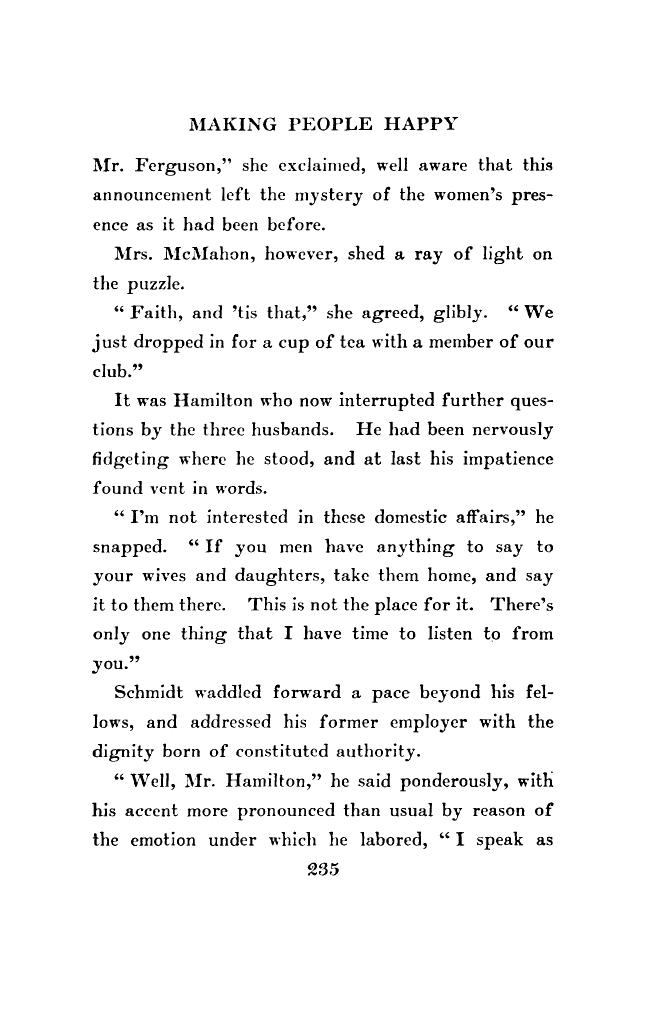 MAKING PEOPLE HAPPY
Mr. Ferguson,” she exclaimed, well aware that this
announcement left the mystery of the women’s pres-
ence as it had been before.
Mrs. McMahon, however, shed a ray of light on
the puzzle.
“ Faith, and ’tis that,” she agreed, glibly. “ We
just dropped in for a cup of tea with a member of our
club.”
It was Hamilton who now interrupted further ques-
tions by the three husbands. He had been nervously
fidgeting where he stood, and at last his impatience
found vent in words.
“ I’m not interested in these domestic affairs,” he
snapped. “ If you men have anything to say to
your wives and daughters, take them home, and say
it to them there. This is not the place for it. There’s
only one thing that I have time to listen to from
you.”
Schmidt waddled forward a pace beyond his fel-
lows, and addressed his former employer with the
dignity born of constituted authority.
“ Well, Mr. Hamilton,” he said ponderously, with
his accent more pronounced than usual by reason of
the emotion under which he labored, “ I speak as
235